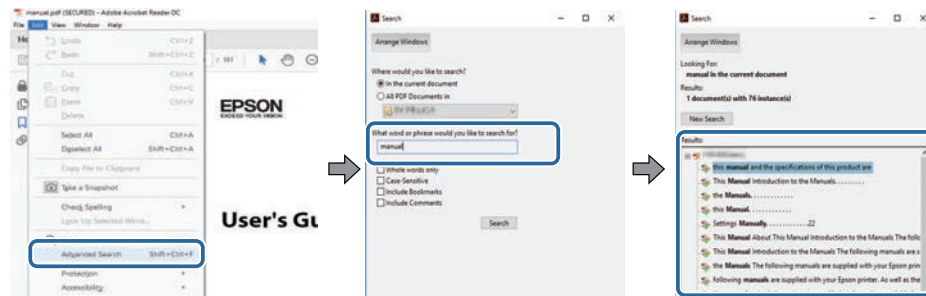 manual.pdf (SECURED) - Adobe Acrobat Reader DC
File Edit View Window Help
Undo Ctrl+Z
Shift+Ctrl+Z
Cut Ctrl+X
Copy Ctrl+C
Paste Ctrl+V
Delete
Select All Ctrl+A
Deselect All Shift+Ctrl+A
Copy File to Clipboard
Take a Snapshot
Check Spelling
Look Up Selected Word...
Advanced Search Shift+Ctrl+F
Protection
Accessibility
/ 181
EPSON
EXCEED YOUR VISION
User's Gu
Search
Arrange Windows
Where would you like to search?
In the current document
All PDF Documents in
What word or phrase would you like to search for?
manual
Whole words only
Case-Sensitive
Include Bookmarks
Include Comments
Search
Search
Arrange Windows
Looking For:
manual in the current document
Results:
1 document(s) with 76 instance(s)
New Search
Results:
this manual and the specifications of this product are
This Manual Introduction to the Manuals. . . . . . . . .
the Manuals. . . . . . . . . . . .
this Manual. . . . . . . . . . . .
Settings Manually. . . . . . . . . . . .22
This Manual About This Manual Introduction to the Manuals The follo
This Manual Introduction to the Manuals The following manuals are s
the Manuals The following manuals are supplied with your Epson prin
following manuals are supplied with your Epson printer. As well as the